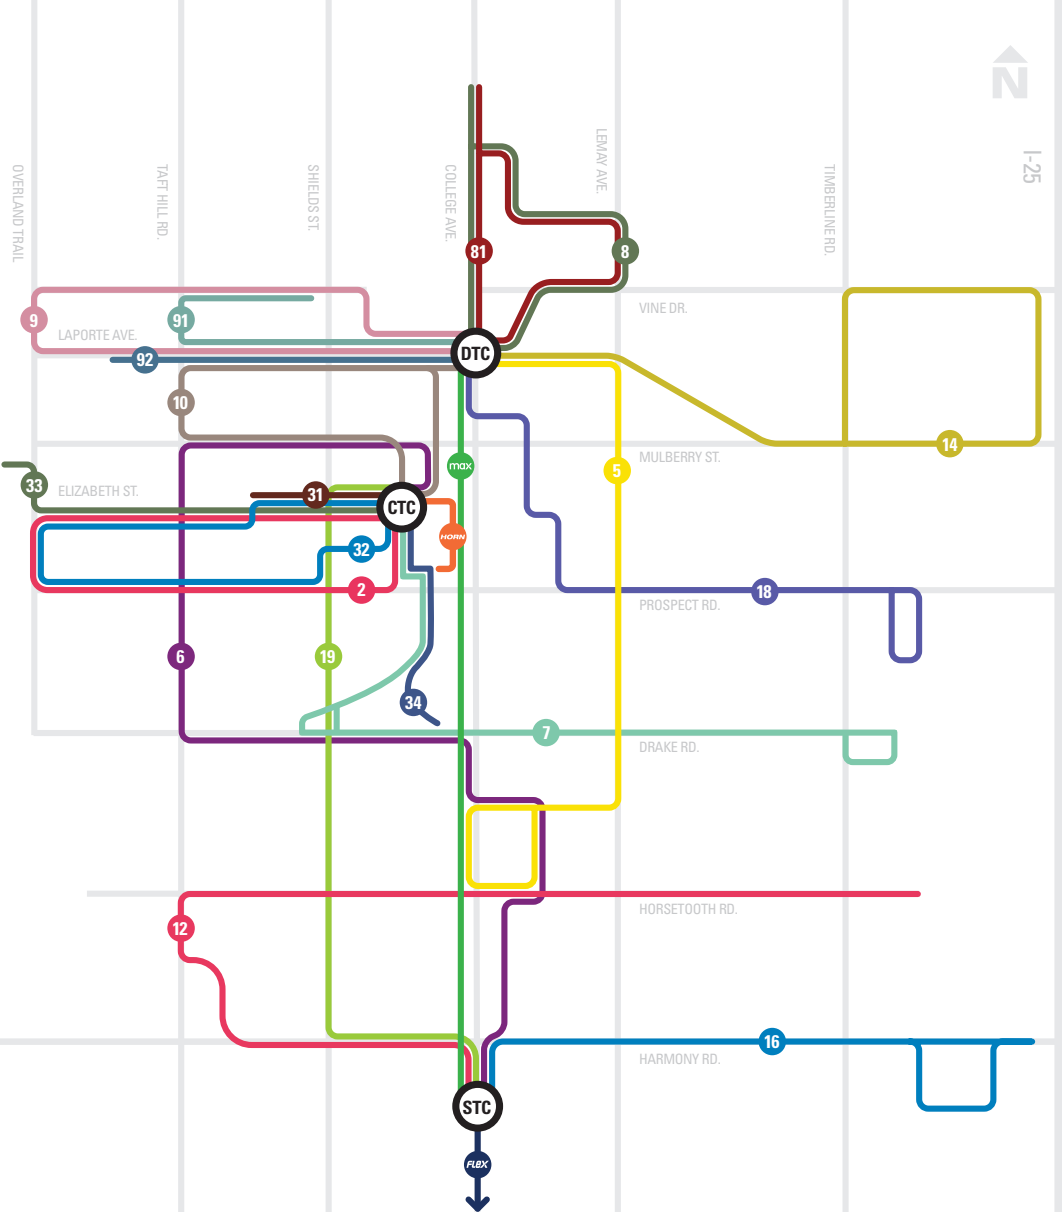 N
I-25
OVERLAND TRAIL
TAFT HILL RD.
SHIELDS ST.
COLLEGE AVE.
LEMAY AVE.
TIMBERLINE RD.
81
8
VINE DR.
9
91
LAPORTE AVE.
92
DTC
10
14
MULBERRY ST.
max
5
33
ELIZABETH ST.
31
CTC
HORN
32
2
18
PROSPECT RD.
6
19
34
7
DRAKE RD.
HORSETOOTH RD.
12
16
HARMONY RD.
STC
FLEX